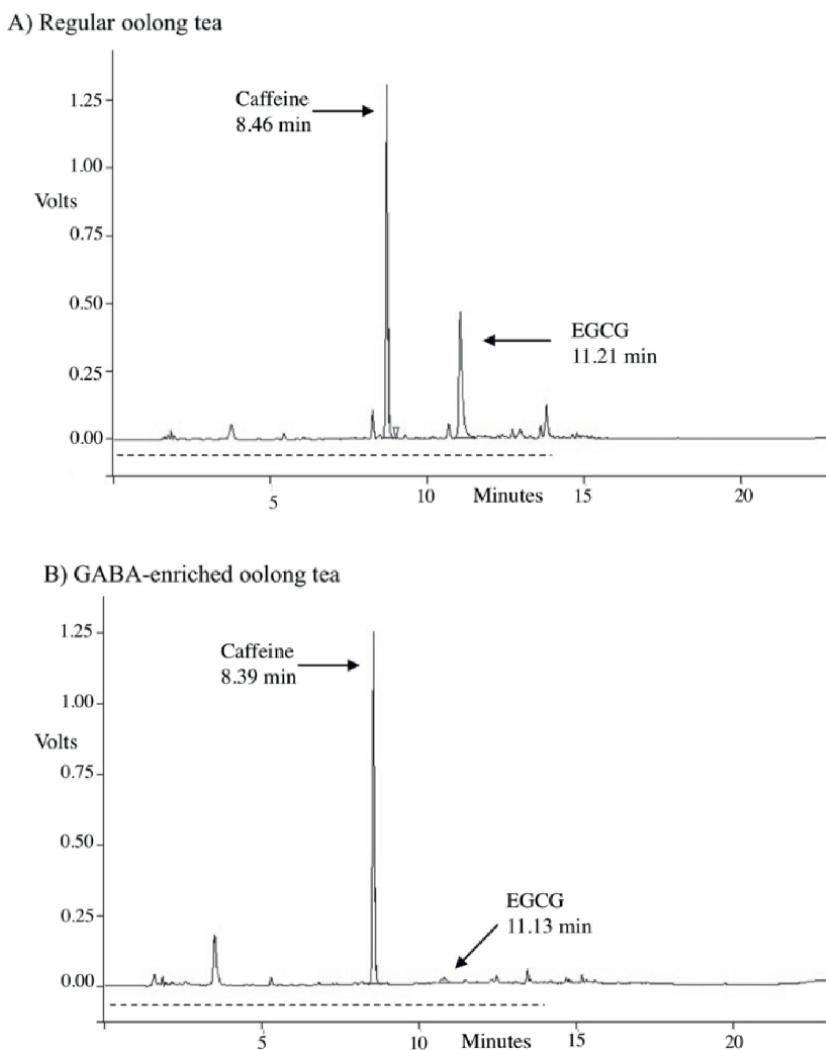 A) Regular oolong tea
Caffeine
8.46 min
1.25
1.00
Volts
0.75
0.50
EGCG
11.21 min
0.25
0.00
5
10
Minutes
15
20
B) GABA-enriched oolong tea
1.25
Caffeine
8.39 min
1.00
Volts
0.75
0.50
EGCG
11.13 min
0.25
0.00
5
10
Minutes
15
20